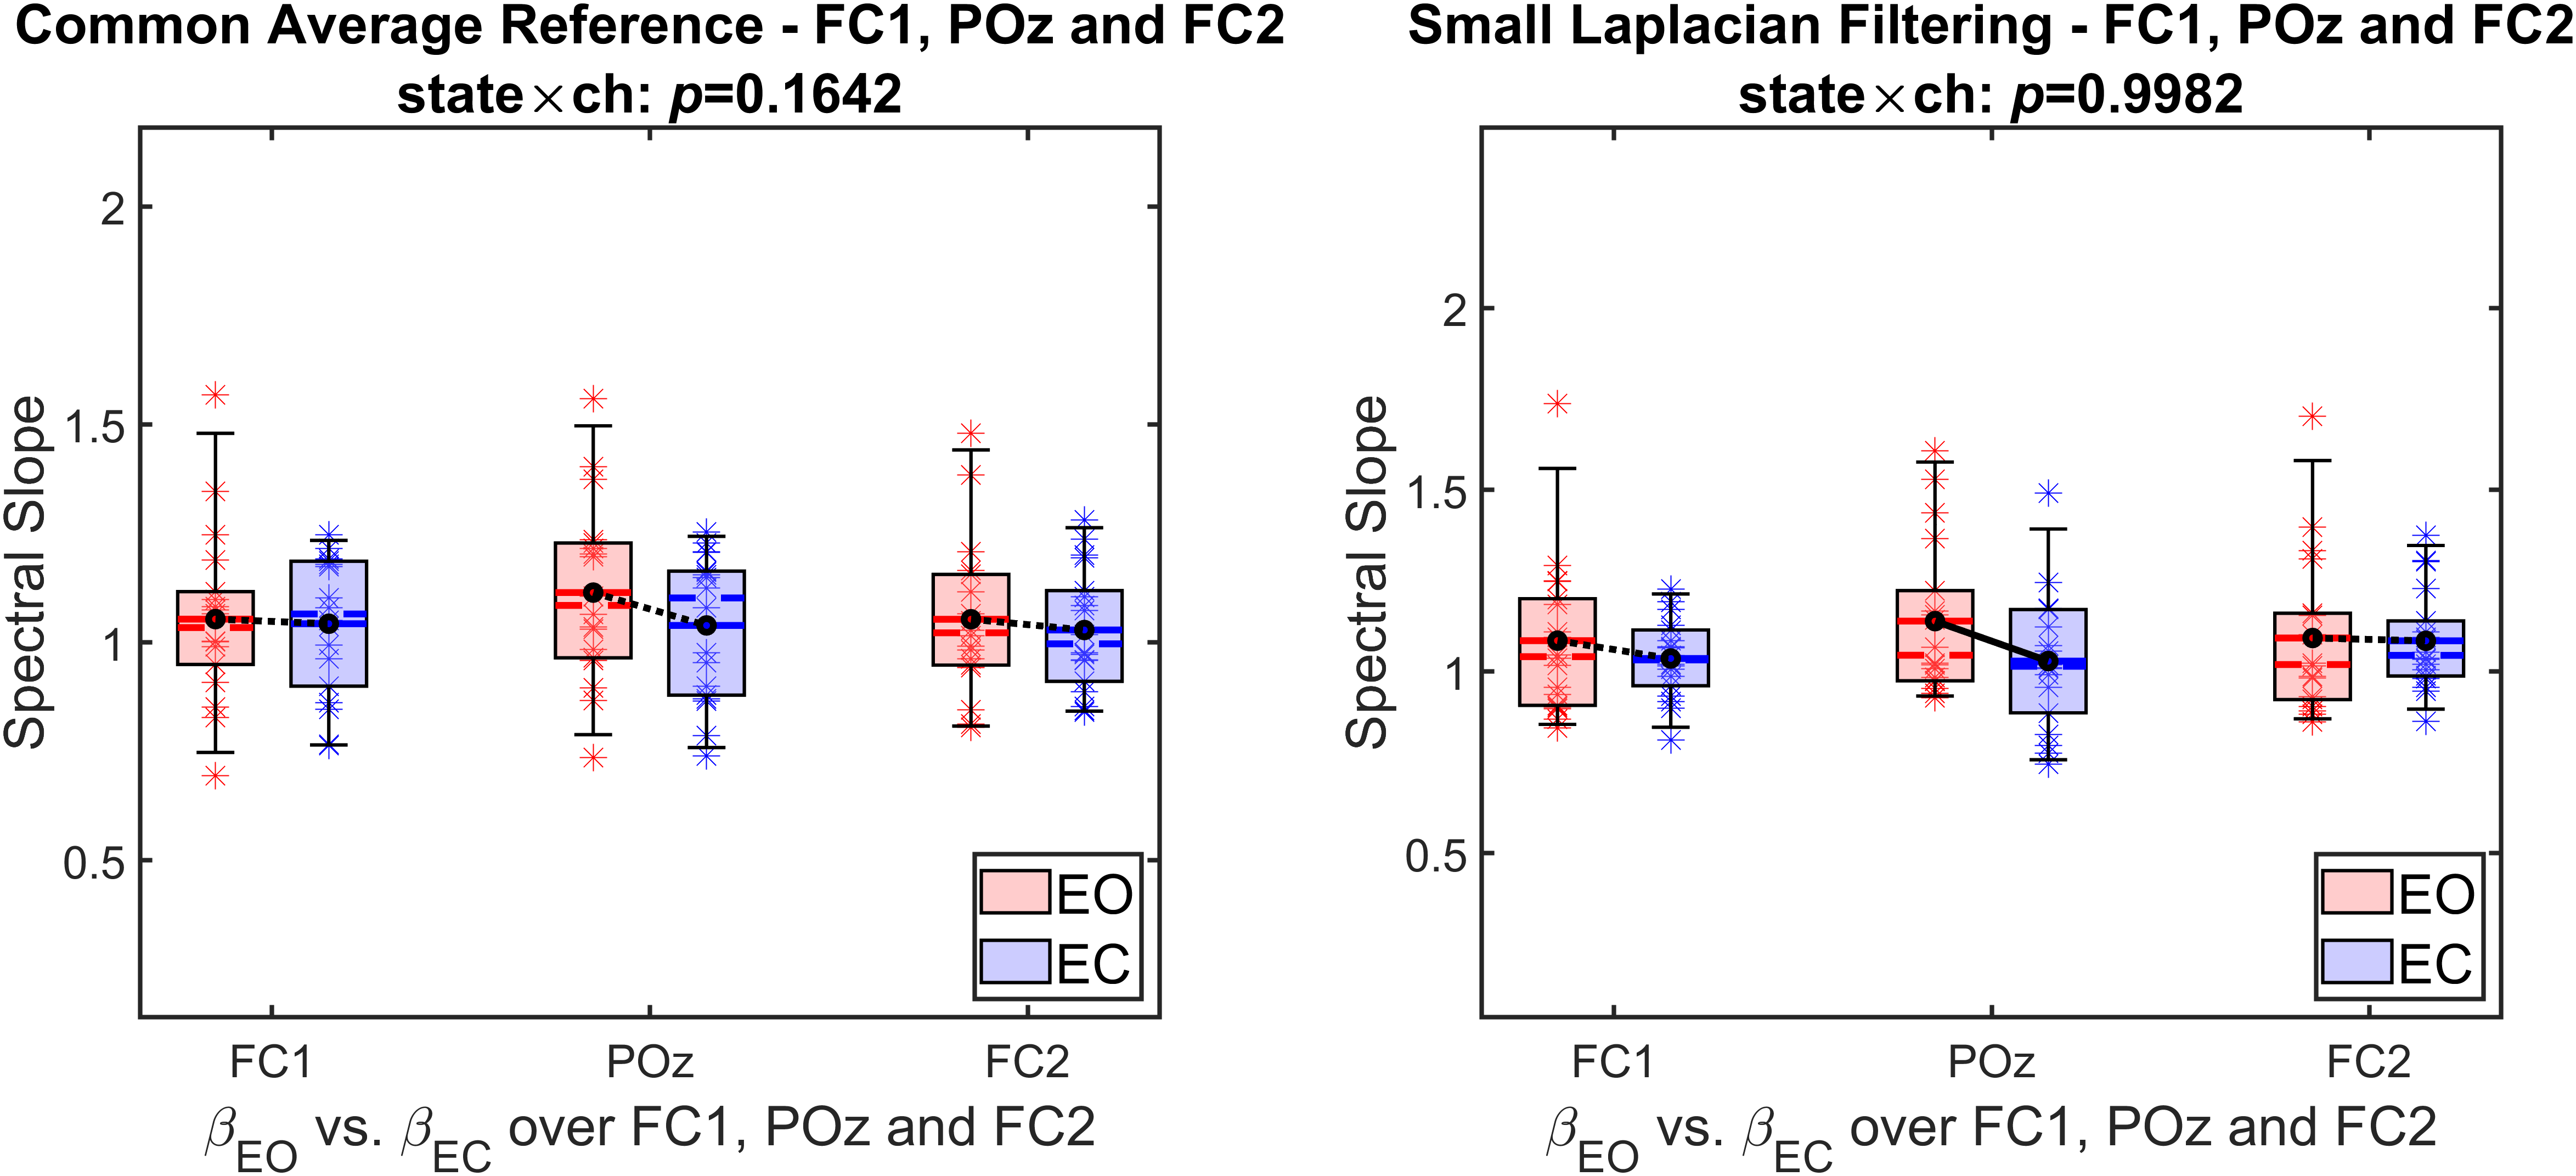 Common Average Reference - FC1, POz and FC2
state×ch: p=0.1642
Spectral Slope
2
1.5
1
0.5
EO
EC
FC1 POz FC2
βEO vs. βEC over FC1, POz and FC2
Small Laplacian Filtering - FC1, POz and FC2
state×ch: p=0.9982
Spectral Slope
2
1.5
1
0.5
EO
EC
FC1 POz FC2
βEO vs. βEC over FC1, POz and FC2